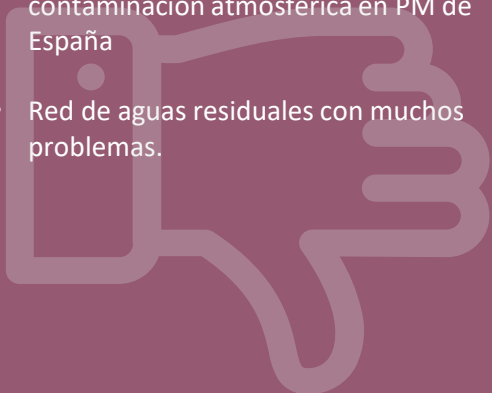 contaminación atmosférica en PM de
España
• Red de aguas residuales con muchos
problemas.